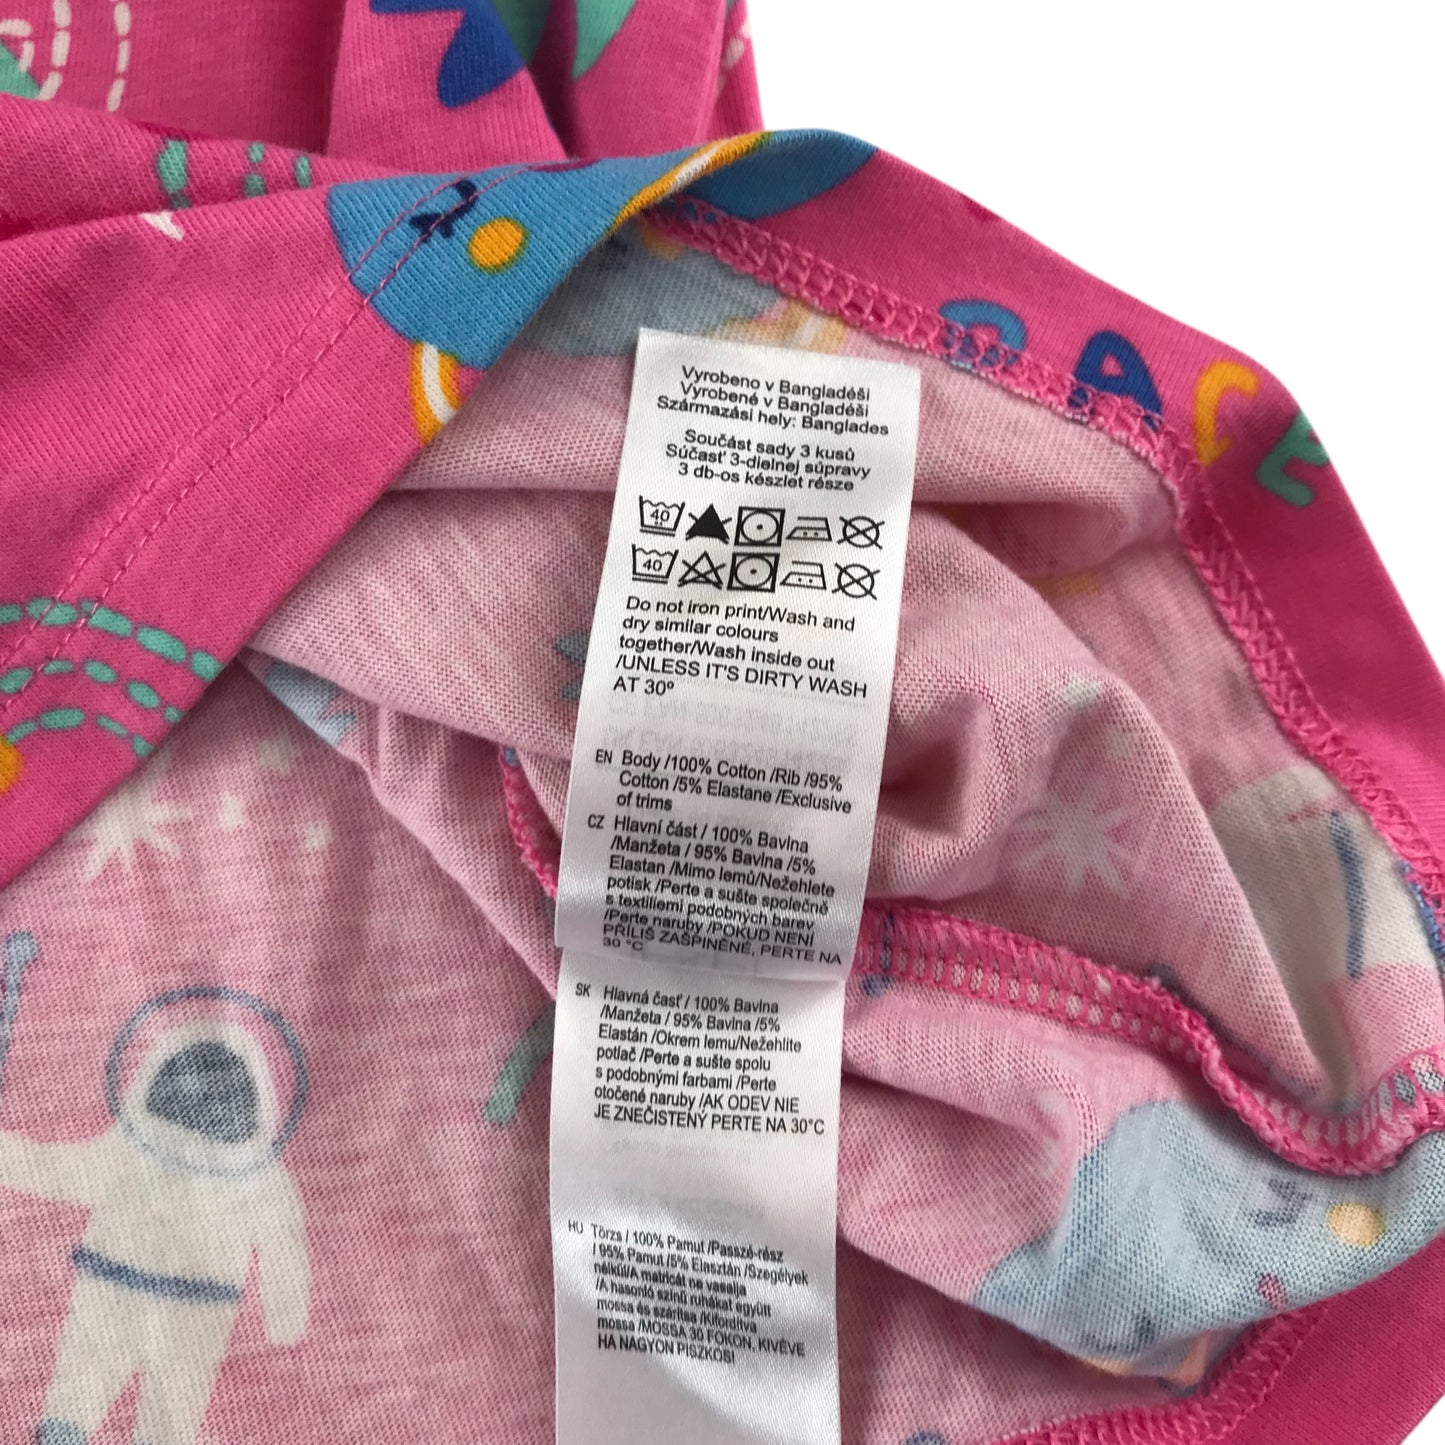 Vyrobeno v Bangladéši
Vyrobené v Bangladéši
Származási hely: Banglades
Součást sady 3 kusů
Súčasť 3-dielnej súpravy
3 db-os készlet része
40
40
Do not iron print/Wash and
dry similar colours
together/Wash inside out
/UNLESS IT'S DIRTY WASH
AT 30º
EN Body /100% Cotton /Rib /95%
Cotton /5% Elastane /Exclusive
of trims
CZ Hlavní část / 100% Bavlna
/Manžeta / 95% Bavlna /5%
Elastan /Mimo lemů/Nežehlete
potisk /Perte a sušte společně
s textiliemi podobných barev
/Perte naruby /POKUD NENÍ
PŘÍLIŠ ZAŠPINĚNÉ, PERTE NA
30 °C
SK Hlavná časť / 100% Bavlna
/Manžeta / 95% Bavlna /5%
Elastán /Okrem lemu/Nežehlite
potlač /Perte a sušte spolu
s podobnými farbami /Perte
otočené naruby /AK ODEV NIE
JE ZNEČISTENÝ PERTE NA 30°C
HU Törzs / 100% Pamut /Passzé-rész
/ 95% Pamut /5% Elasztán /Szegélyek
nélkül/A matricát ne vasalja
/A hasonló színű ruhákat együtt
mossa és szárítsa /Kifordítva
mossa /MOSSA 30 FOKON, KIVÉVE
HA NAGYON PISZKOS!